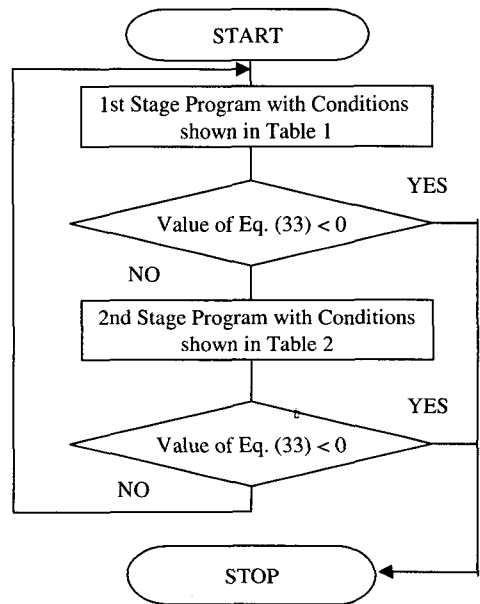 START
1st Stage Program with Conditions
shown in Table 1
YES
Value of Eq. (33) < 0
NO
2nd Stage Program with Conditions
shown in Table 2
YES
Value of Eq. (33) < 0
NO
STOP